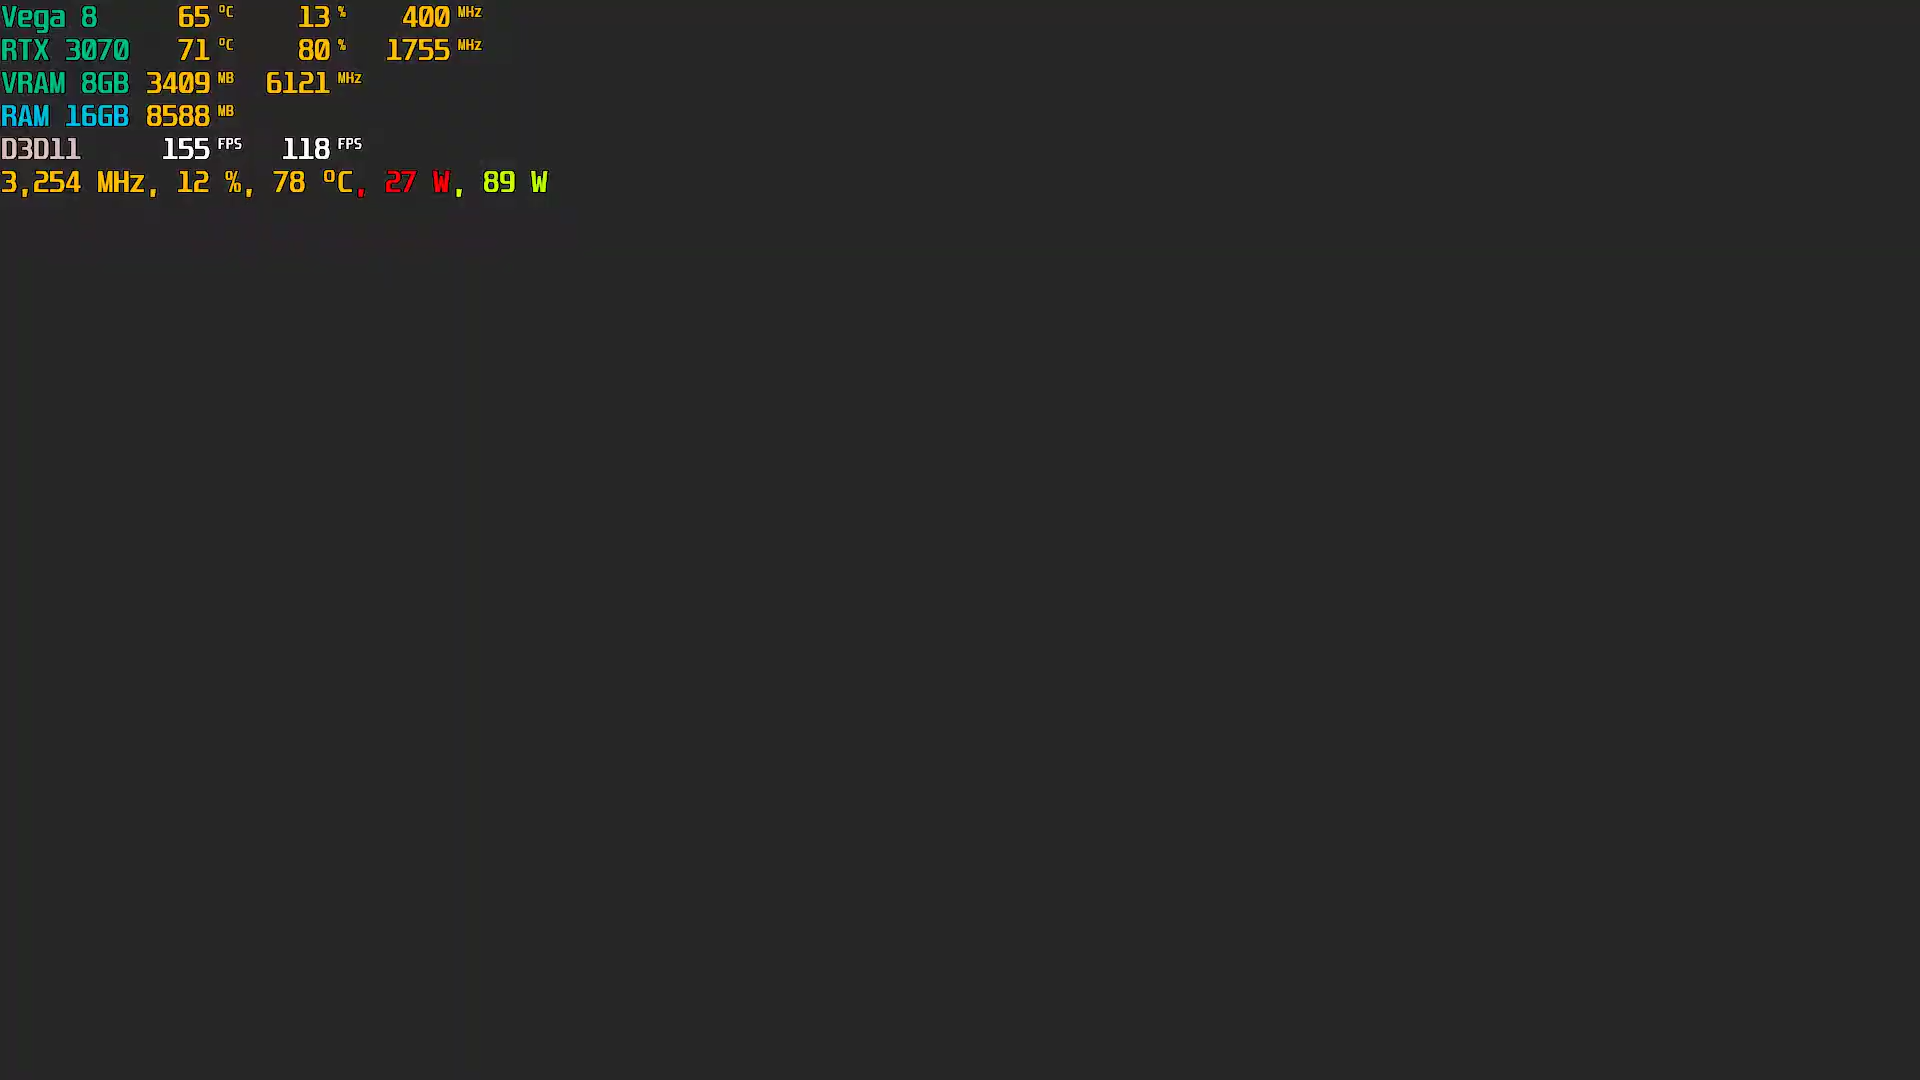 Vega 8 65 °C 13 % 400 MHz
RTX 3070 71 °C 80 % 1755 MHz
VRAM 8GB 3409 MB 6121 MHz
RAM 16GB 8588 MB
D3D11 155 FPS 118 FPS
3,254 MHz, 12 %, 78 °C, 27 W, 89 W